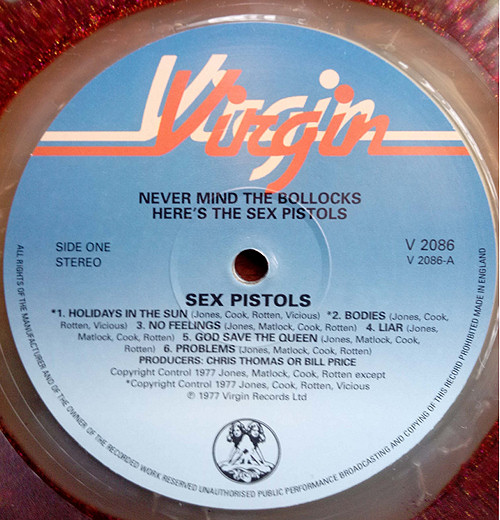 Virgin
NEVER MIND THE BOLLOCKS
HERE'S THE SEX PISTOLS
SIDE ONE
STEREO
V 2086
V 2086-A
SEX PISTOLS
*1. HOLIDAYS IN THE SUN (Jones, Cook, Rotten, Vicious) *2. BODIES (Jones, Cook,
Rotten, Vicious) 3. NO FEELINGS (Jones, Matlock, Cook, Rotten) 4. LIAR (Jones,
Matlock, Cook, Rotten) 5. GOD SAVE THE QUEEN (Jones, Matlock, Cook, Rotten)
6. PROBLEMS (Jones, Matlock, Cook, Rotten)
PRODUCERS: CHRIS THOMAS OR BILL PRICE
Copyright Control 1977 Jones, Matlock, Cook, Rotten except
*Copyright Control 1977 Jones, Cook, Rotten, Vicious
℗ 1977 Virgin Records Ltd
ALL RIGHTS OF THE MANUFACTURER AND OF THE OWNER OF THE RECORDED WORK RESERVED UNAUTHORISED PUBLIC PERFORMANCE BROADCASTING AND COPYING OF THIS RECORD PROHIBITED MADE IN ENGLAND